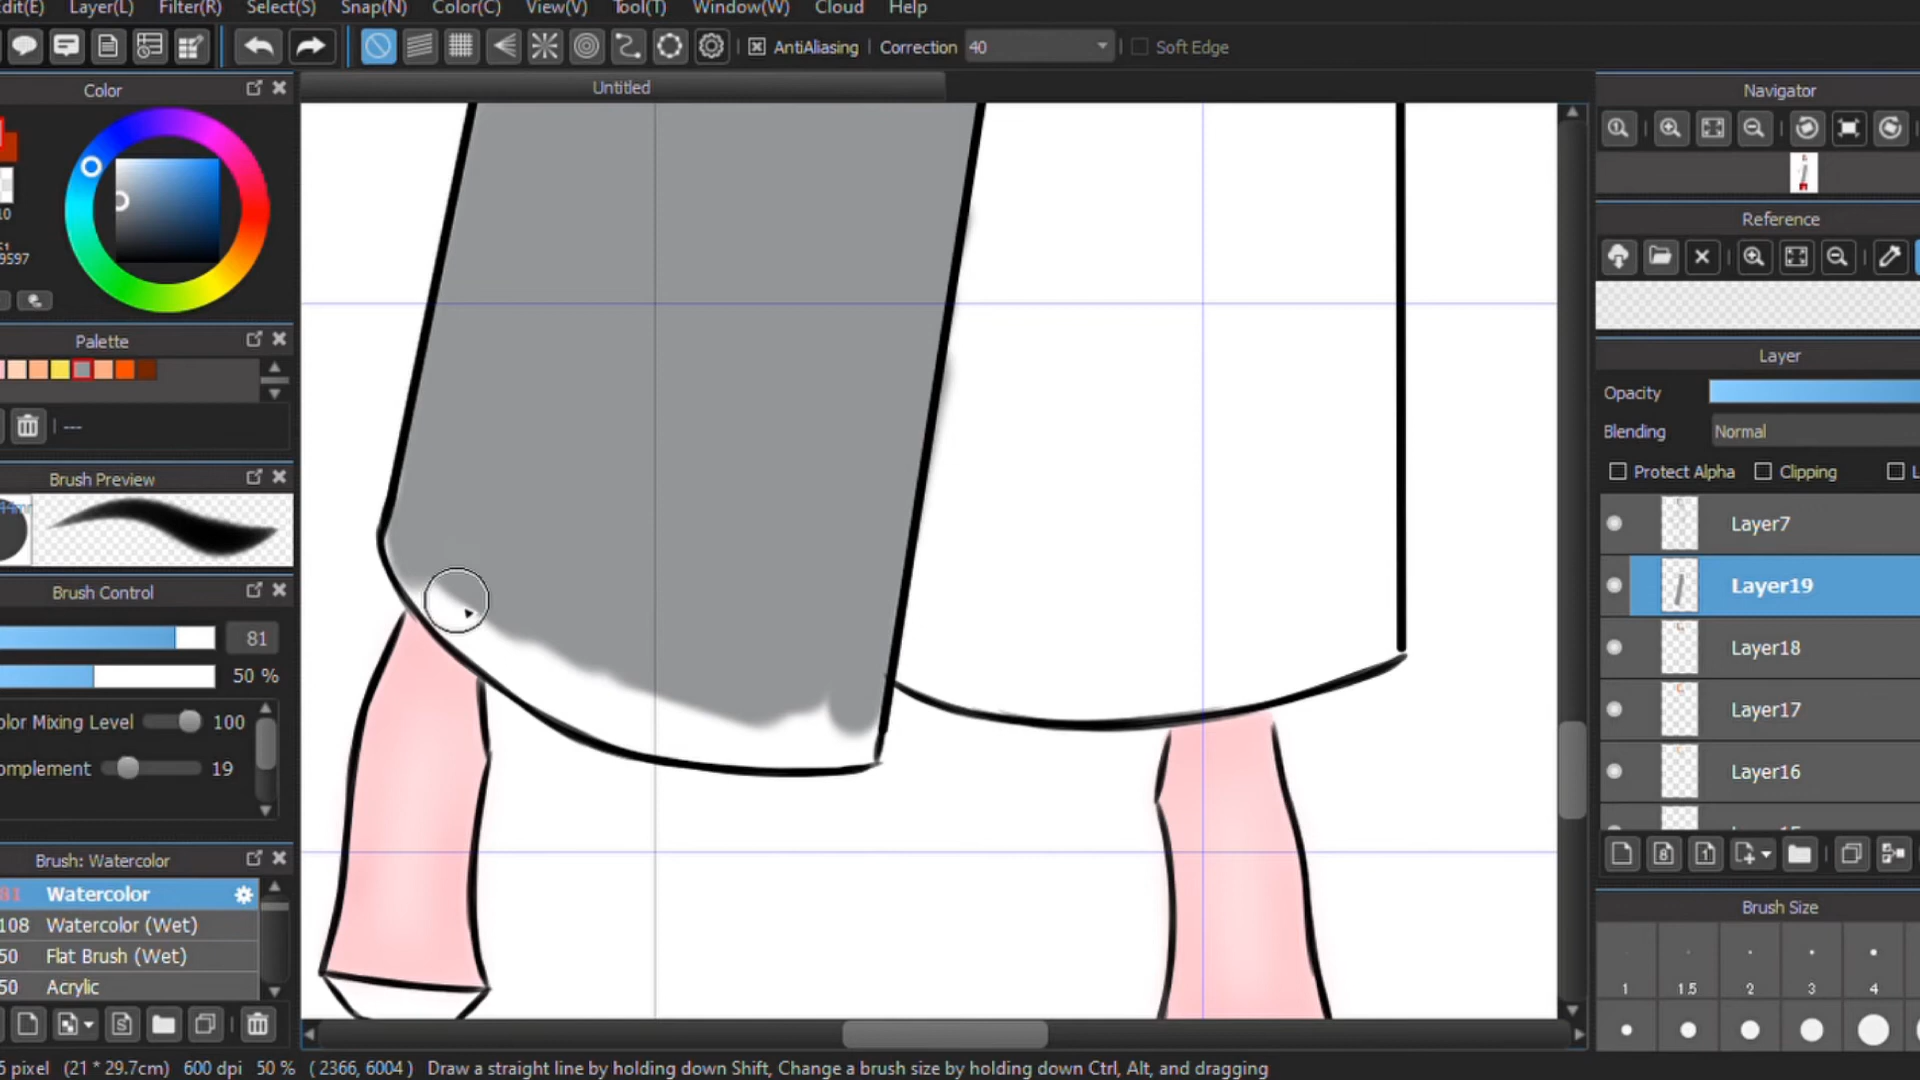 dit(E) Layer(L) Filter(R) Select(S) Snap(N) Color(C) View(V) Tool(T) Window(W) Cloud Help
AntiAliasing Correction 40 Soft Edge
Color
Untitled
Navigator
10
9597
Reference
Palette
---
Layer
Opacity
Blending Normal
Protect Alpha Clipping L
Brush Preview
Layer7
Layer19
Layer18
Layer17
Layer16
Brush Control
81
50 %
olor Mixing Level 100
omplement 19
Brush: Watercolor
81 Watercolor
108 Watercolor (Wet)
50 Flat Brush (Wet)
50 Acrylic
Brush Size
1 1.5 2 3 4
5 pixel (21 * 29.7cm) 600 dpi 50 % ( 2366, 6004 ) Draw a straight line by holding down Shift, Change a brush size by holding down Ctrl, Alt, and dragging